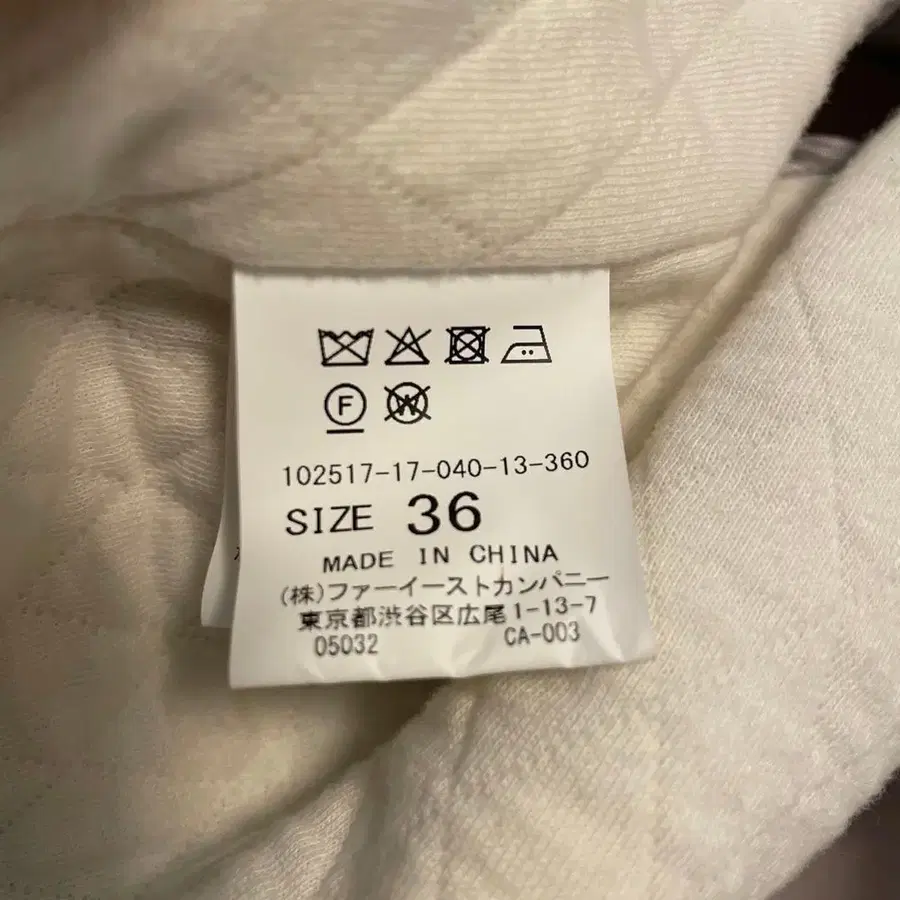 F W
102517-17-040-13-360
SIZE 36
MADE IN CHINA
(株)ファーイーストカンパニー
東京都渋谷区広尾1-13-7
05032 CA-003